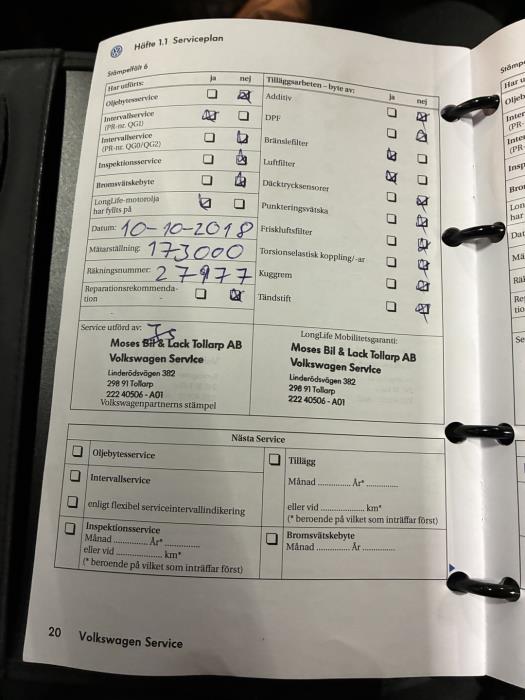 Häfte 1.1 Serviceplan
Stämpelfält 6
Har utförts: ja nej
Oljebytesservice
Intervallservice
(PR-nr. QG1)
Intervallservice
(PR-nr. QG0/QG2)
Inspektionsservice
Bromsvätskebyte
LongLife-motorolja
har fyllts på
Datum: 10-10-2018
Mätarställning: 173000
Räkningsnummer: 27977
Reparationsrekommenda-
tion
Tilläggsarbeten – byte av: ja nej
Additiv
DPF
Bränslefilter
Luftfilter
Däcktryckssensorer
Punkteringsvätska
Friskluftsfilter
Torsionselastisk koppling/-ar
Kuggrem
Tändstift
Service utförd av:
Moses Bil & Lack Tollarp AB
Volkswagen Service
Linderödsvägen 382
298 91 Tollarp
222 40506 - A01
Volkswagenpartnerns stämpel
LongLife Mobilitetsgaranti:
Moses Bil & Lack Tollarp AB
Volkswagen Service
Linderödsvägen 382
298 91 Tollarp
222 40506 - A01
Nästa Service
Oljebytesservice
Intervallservice
enligt flexibel serviceintervallindikering
Inspektionsservice
Månad .............. År* ..............
eller vid .................. km*
(* beroende på vilket som inträffar först)
Tillägg
Månad .............. År* ..............
eller vid .................. km*
(* beroende på vilket som inträffar först)
Bromsvätskebyte
Månad .............. År ..............
20 Volkswagen Service